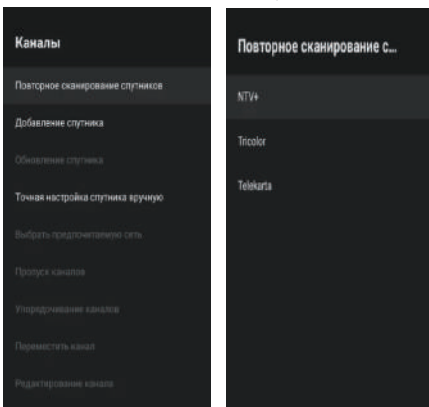 Каналы
Повторное сканирование спутников
Добавление спутника
Обновление спутника
Точная настройка спутника вручную
Выбрать предпочитаемую сеть
Пропуск каналов
Упорядочивание каналов
Переместить канал
Редактирование канала
Повторное сканирование с...
NTV+
Tricolor
Telekarta